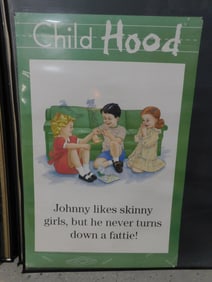 Child Hood
Johnny likes skinny
girls, but he never turns
down a fattie!